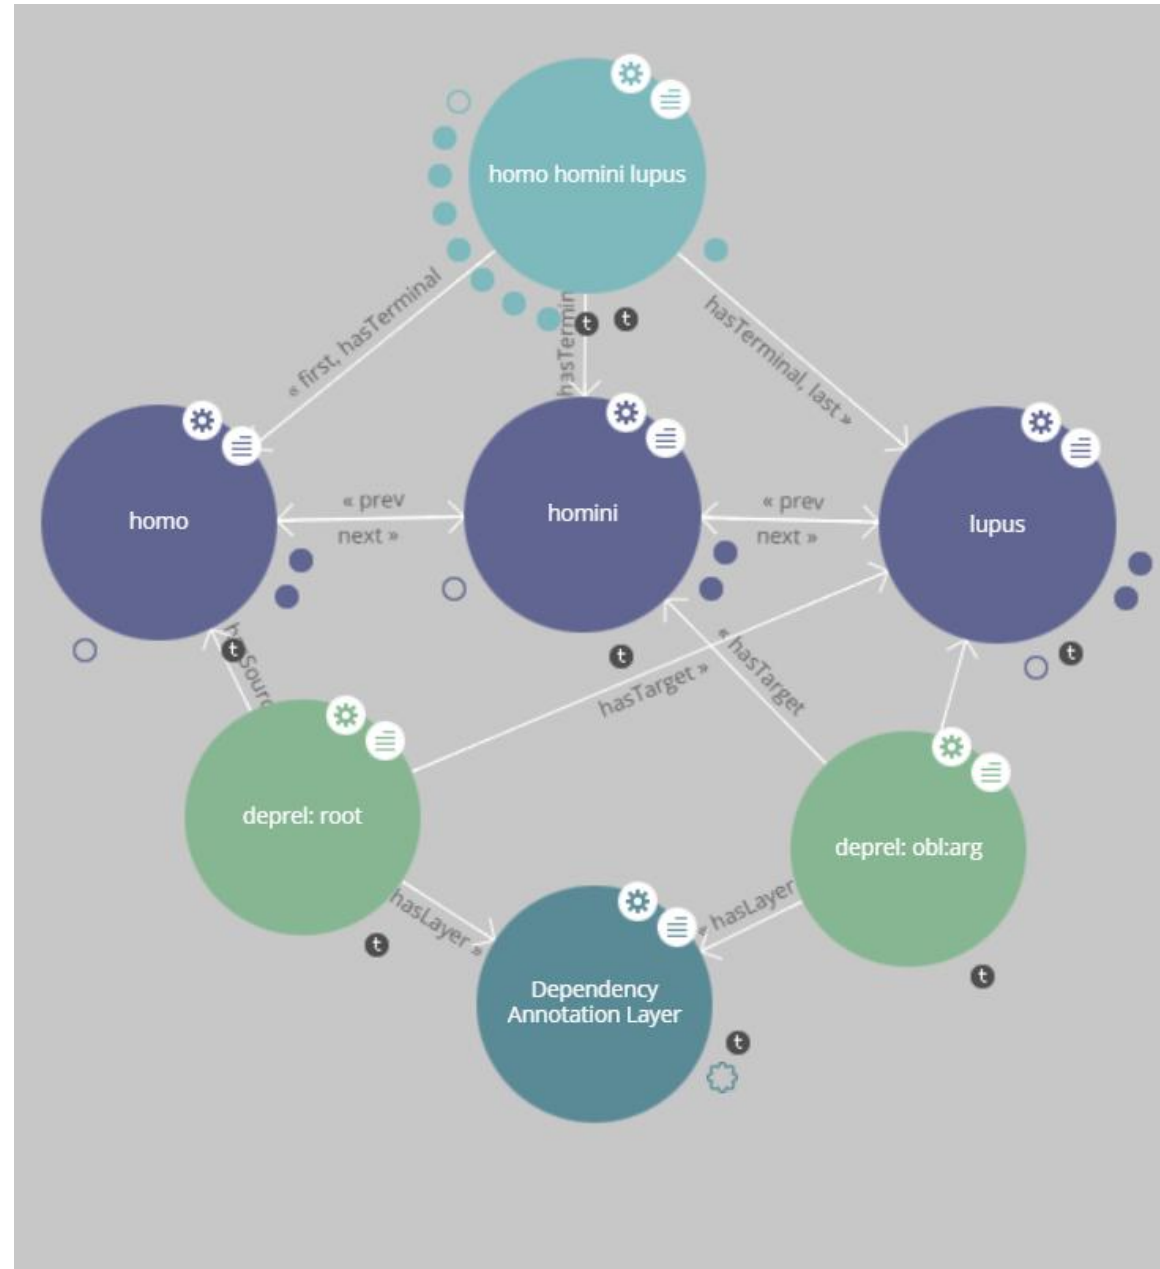 homo homini lupus
« first, hasTerminal
hasTermin
hasTerminal, last »
homo
« prev
next »
homini
« prev
next »
lupus
« hasTarget
hasTarget »
deprel: root
deprel: obl:arg
hasLayer »
« hasLayer
Dependency
Annotation Layer
t
t
t
t
t
t
t
t